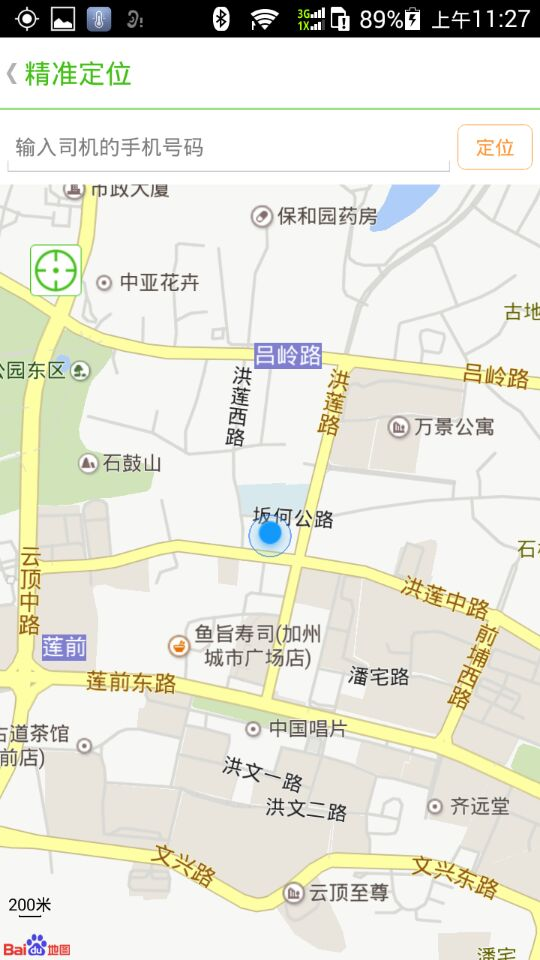 3G
1X
89%
上午11:27
精准定位
输入司机的手机号码
定位
市政大厦
保和园药房
中亚花卉
古地
吕岭路
公园东区
洪莲西路
洪莲路
吕岭路
万景公寓
石鼓山
坂何公路
云顶中路
洪莲中路
鱼旨寿司(加州
城市广场店)
莲前
前埔西路
莲前东路
潘宅路
古道茶馆
前店)
中国唱片
洪文一路
洪文二路
齐远堂
文兴路
文兴东路
云顶至尊
200米
Baidu地图
潘宅